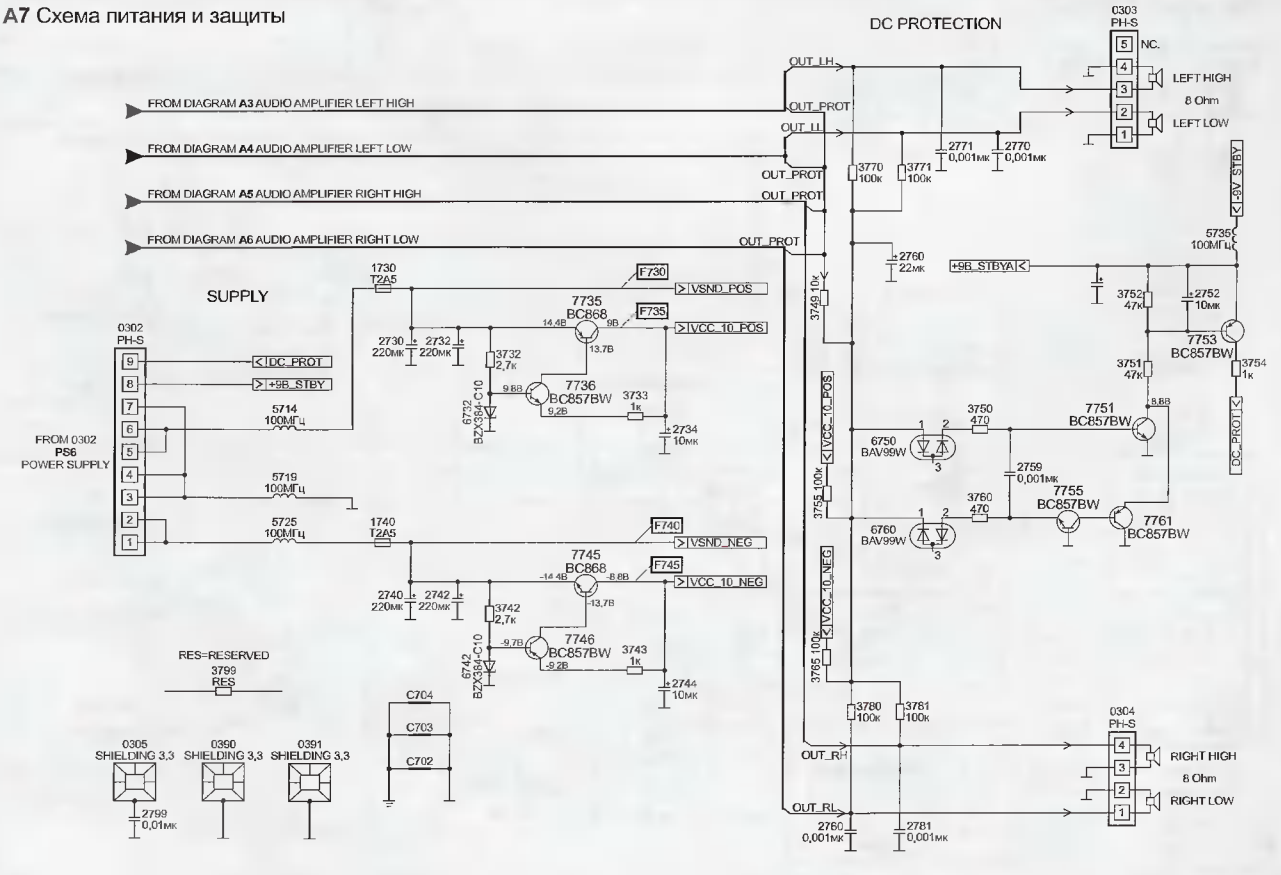 A7 Схема питания и защиты
DC PROTECTION
0303
PH-S
5 NC.
4
3
2
1
LEFT HIGH
8 Ohm
LEFT LOW
OUT_LH
FROM DIAGRAM A3 AUDIO AMPLIFIER LEFT HIGH
OUT_PROT
OUT_LL
FROM DIAGRAM A4 AUDIO AMPLIFIER LEFT LOW
OUT_PROT
FROM DIAGRAM A5 AUDIO AMPLIFIER RIGHT HIGH
OUT_PROT
FROM DIAGRAM A6 AUDIO AMPLIFIER RIGHT LOW
OUT_PROT
2771
0,001мк
2770
0,001мк
3770
100к
3771
100к
-9V_STBY
5735
100МГц
2760
22мк
+9B_STBYA
3752
47к
2752
10мк
7753
BC857BW
3751
47к
3754
1к
DC_PROT
SUPPLY
1730
T2A5
F730
VSND_POS
7735
BC868
F735
14,4В
9В
VCC_10_POS
13,7В
2730
220мк
2732
220мк
3732
2,7к
7736
BC857BW
9,8В
9,2В
3733
1к
6732
BZX384-C10
2734
10мк
3749 10к
0302
PH-S
9
DC_PROT
8
+9B_STBY
7
6
5
4
3
2
1
5714
100МГц
FROM 0302
PS6
POWER SUPPLY
5719
100МГц
5725
100МГц
1740
T2A5
F740
VSND_NEG
7745
BC868
F745
-14,4В
-8,8В
VCC_10_NEG
-13,7В
2740
220мк
2742
220мк
3742
2,7к
7746
BC857BW
-9,7В
-9,2В
3743
1к
6742
BZX384-C10
2744
10мк
VCC_10_POS
3755 100к
VCC_10_NEG
3765 100к
6750
BAV99W
1
2
3
3750
470
7751
BC857BW
8,8В
2759
0,001мк
7755
BC857BW
6760
BAV99W
1
2
3
3760
470
7761
BC857BW
RES=RESERVED
3799
RES
C704
C703
C702
0305
SHIELDING 3,3
0390
SHIELDING 3,3
0391
SHIELDING 3,3
2799
0,01мк
3780
100к
3781
100к
OUT_RH
OUT_RL
2760
0,001мк
2781
0,001мк
0304
PH-S
4
3
2
1
RIGHT HIGH
8 Ohm
RIGHT LOW